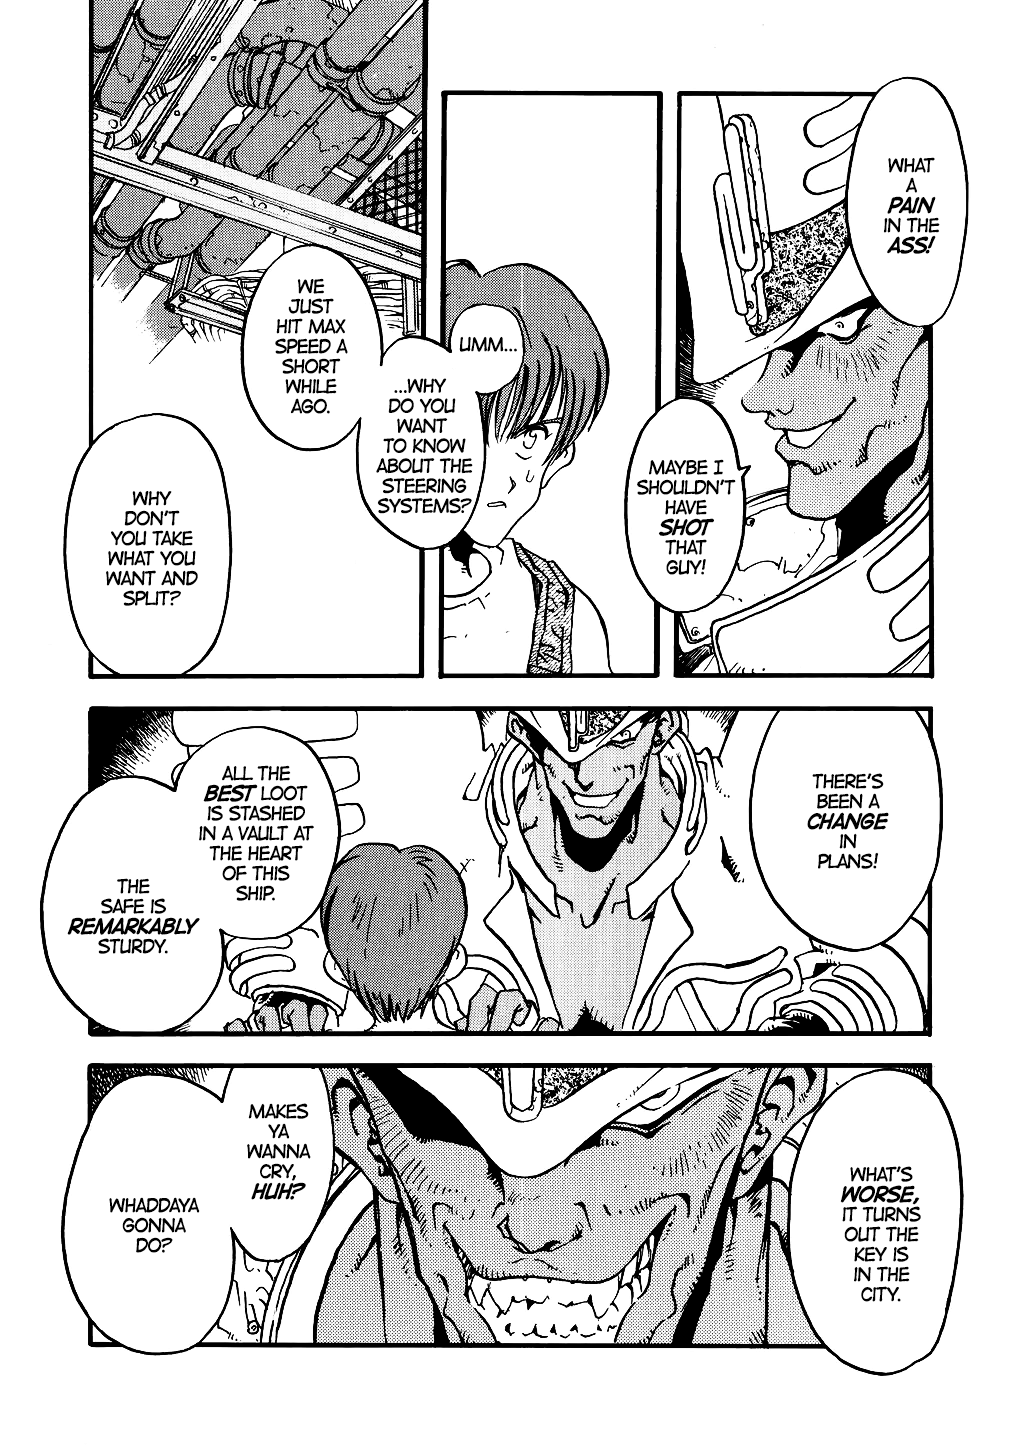 WHAT
A
PAIN
IN THE
ASS!
MAYBE I
SHOULDN'T
HAVE
SHOT
THAT
GUY!
UMM...
...WHY
DO YOU
WANT
TO KNOW
ABOUT THE
STEERING
SYSTEMS?
WE
JUST
HIT MAX
SPEED A
SHORT
WHILE
AGO.
WHY
DON'T
YOU TAKE
WHAT YOU
WANT AND
SPLIT?
THERE'S
BEEN A
CHANGE
IN
PLANS!
ALL THE
BEST LOOT
IS STASHED
IN A VAULT AT
THE HEART
OF THIS
SHIP.
THE
SAFE IS
REMARKABLY
STURDY.
WHAT'S
WORSE,
IT TURNS
OUT THE
KEY IS
IN THE
CITY.
MAKES
YA
WANNA
CRY,
HUH?
WHADDAYA
GONNA
DO?